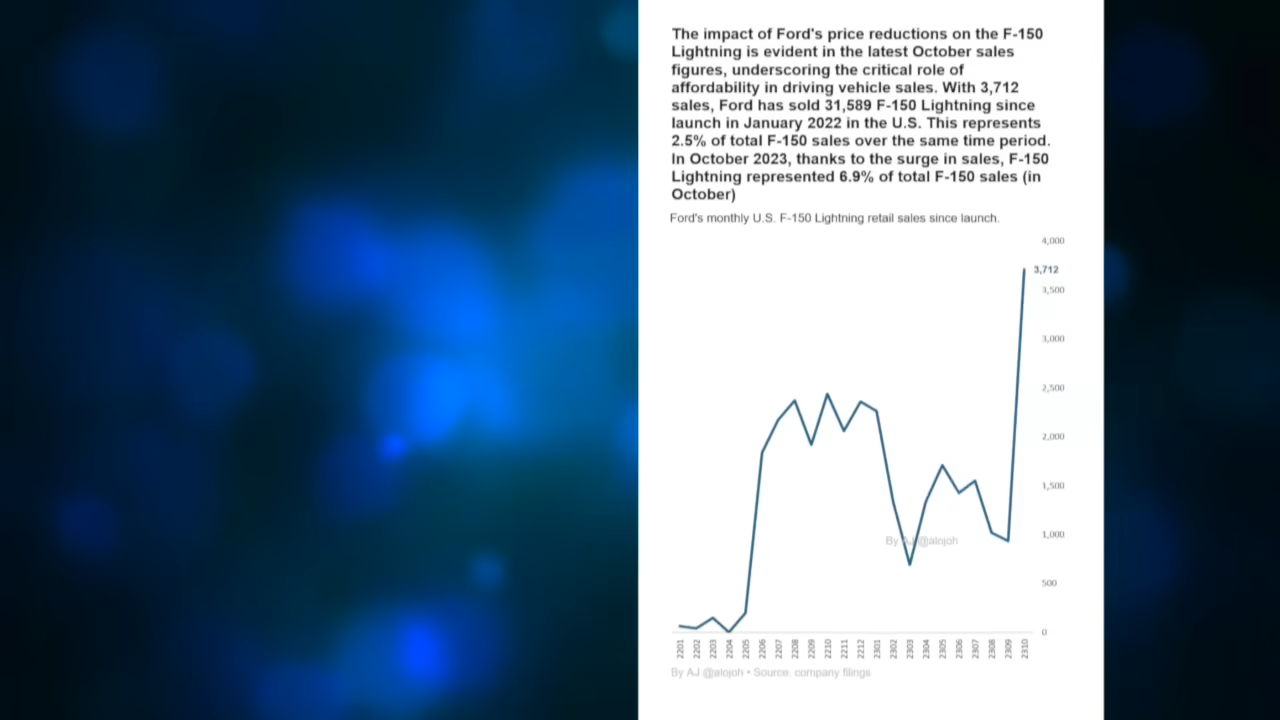 The impact of Ford's price reductions on the F-150
Lightning is evident in the latest October sales
figures, underscoring the critical role of
affordability in driving vehicle sales. With 3,712
sales, Ford has sold 31,589 F-150 Lightning since
launch in January 2022 in the U.S. This represents
2.5% of total F-150 sales over the same time period.
In October 2023, thanks to the surge in sales, F-150
Lightning represented 6.9% of total F-150 sales (in
October)
Ford's monthly U.S. F-150 Lightning retail sales since launch.
4,000
3,712
3,500
3,000
2,500
2,000
1,500
1,000
By AJ @alojoh
500
0
2201 2202 2203 2204 2205 2206 2207 2208 2209 2210 2211 2212 2301 2302 2303 2304 2305 2306 2307 2308 2309 2310
By AJ @alojoh • Source: company filings